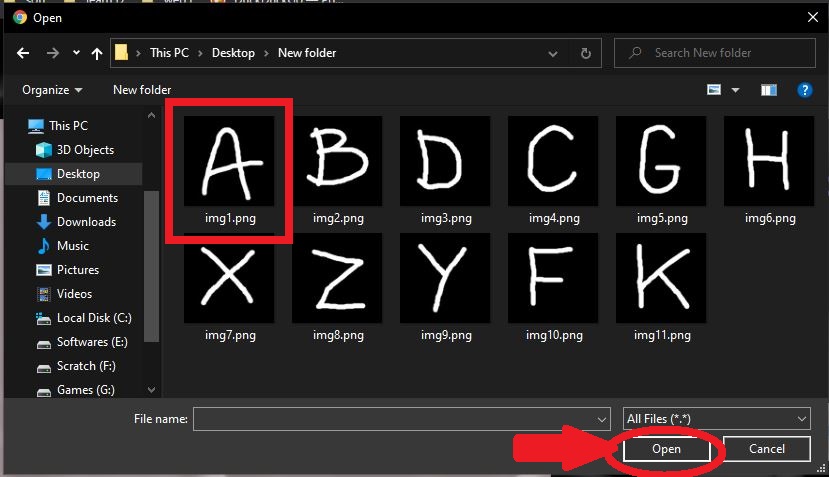 Open
This PC > Desktop > New folder
Search New folder
Organize
New folder
?
This PC
3D Objects
Desktop
Documents
Downloads
Music
Pictures
Videos
Local Disk (C:)
Softwares (E:)
Scratch (F:)
Games (G:)
A B D C G H
img1.png img2.png img3.png img4.png img5.png img6.png
X Z Y F K
img7.png img8.png img9.png img10.png img11.png
File name:
All Files (*.*)
Open
Cancel